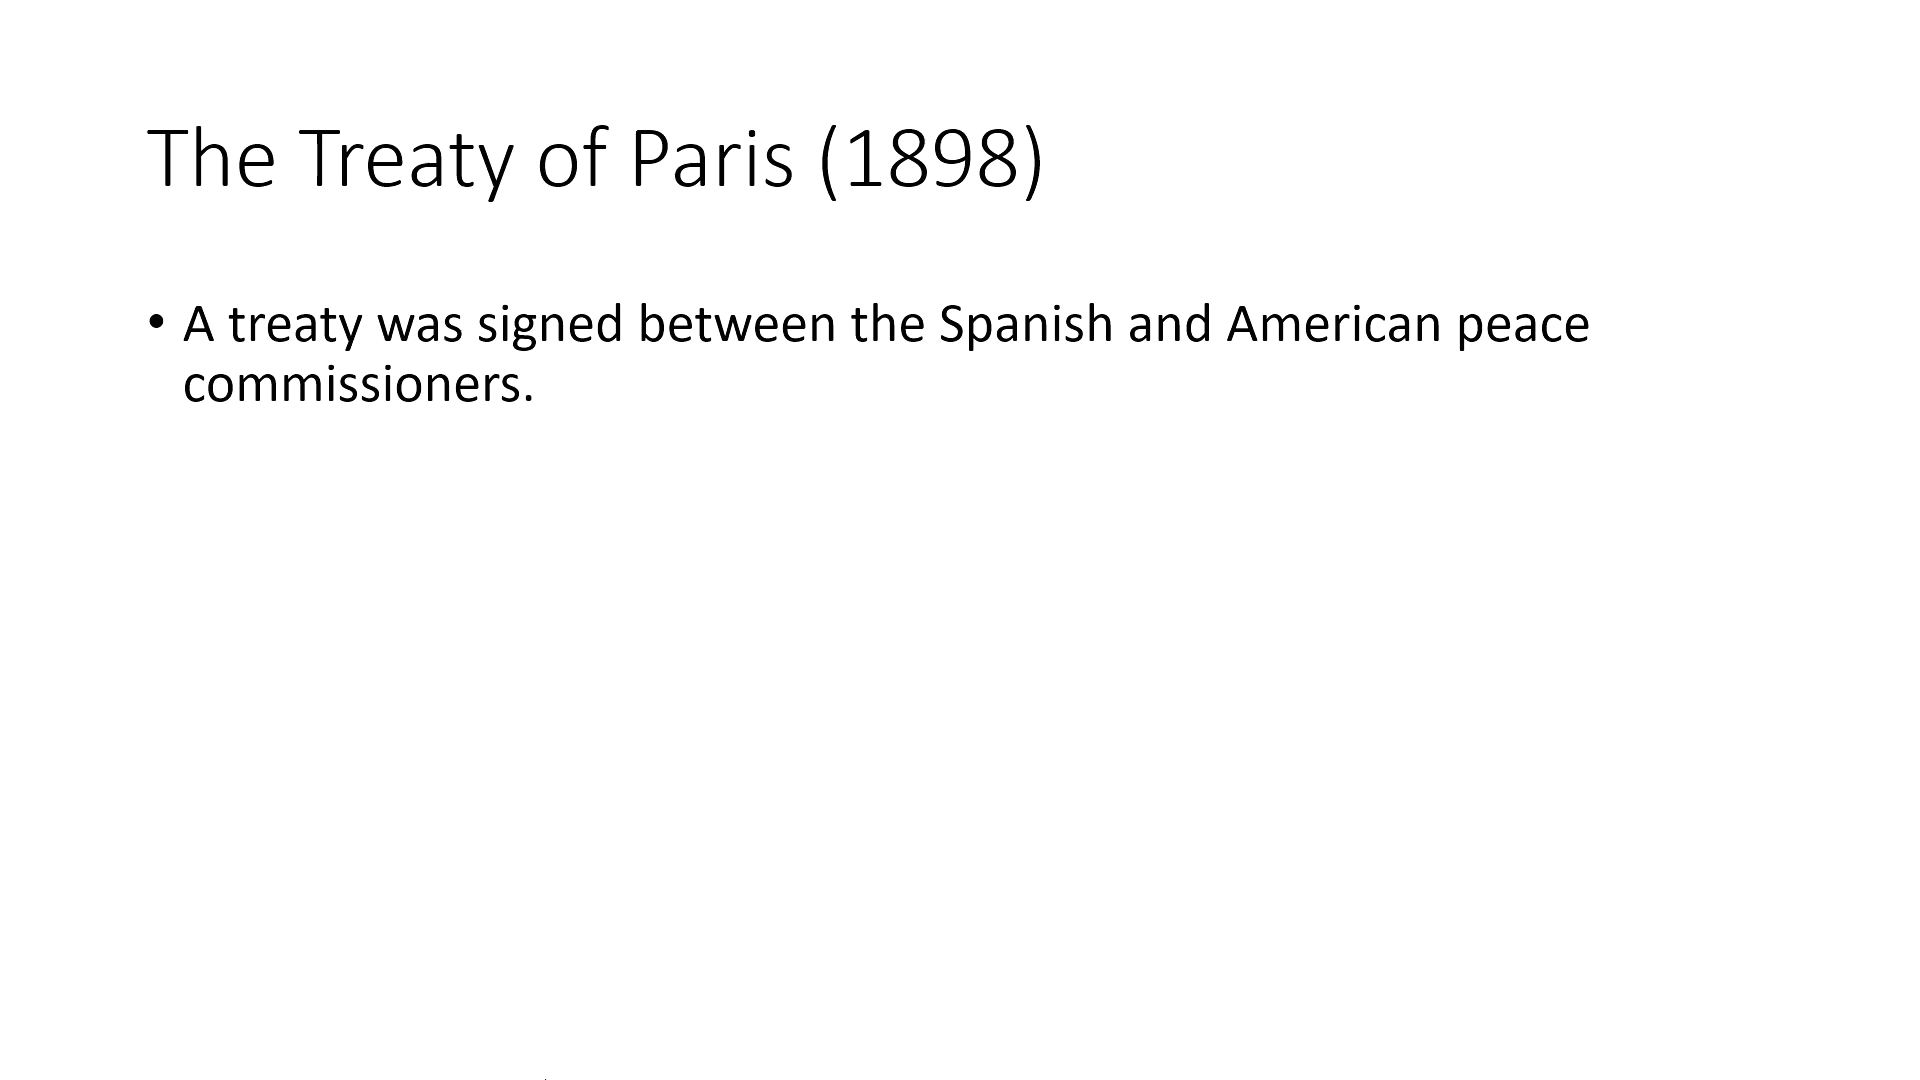 The Treaty of Paris (1898)
• A treaty was signed between the Spanish and American peace
commissioners.